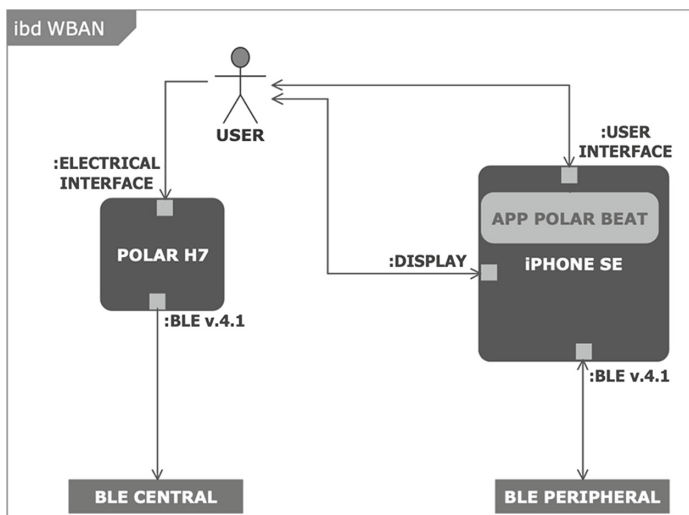 ibd WBAN
USER
:USER
INTERFACE
:ELECTRICAL
INTERFACE
APP POLAR BEAT
POLAR H7
:DISPLAY
iPHONE SE
:BLE v.4.1
:BLE v.4.1
BLE CENTRAL
BLE PERIPHERAL